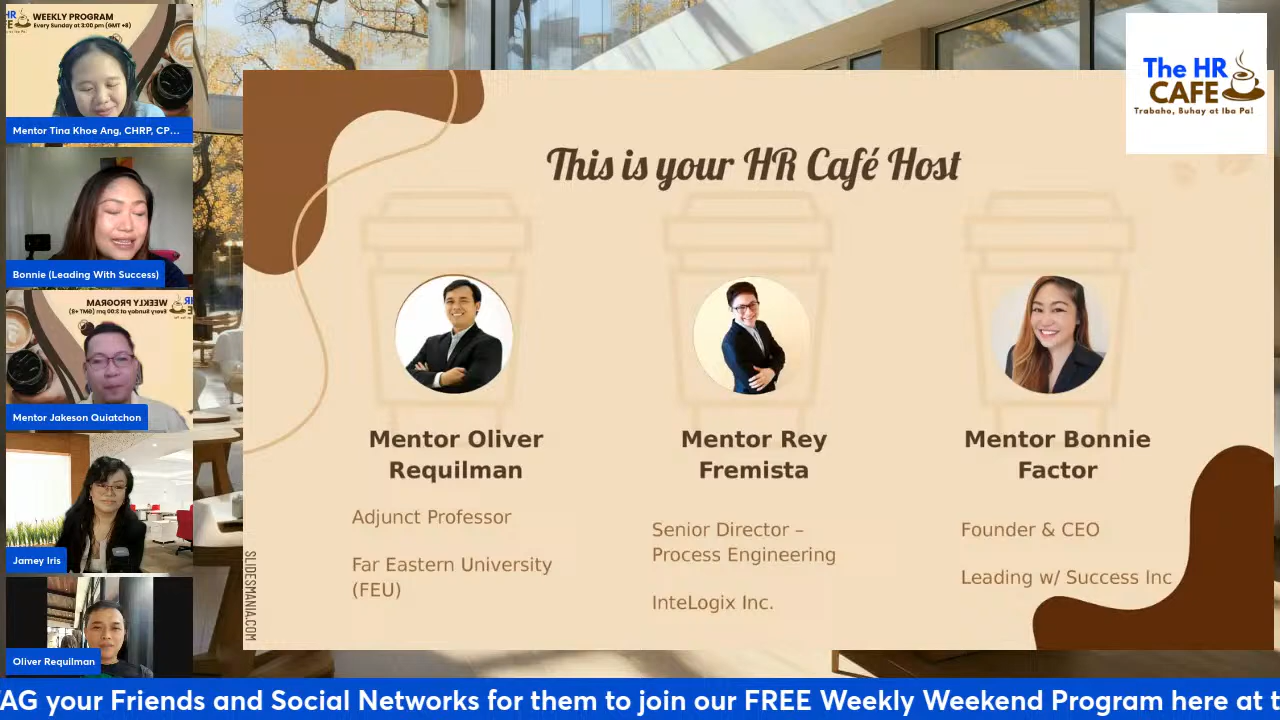 The HR
CAFE
WEEKLY PROGRAM
Every Sunday at 3:00 pm (GMT +8)
Mentor Tina Khoe Ang, CHRP, CP...
Bonnie (Leading With Success)
WEEKLY PROGRAM
Every Sunday at 3:00 pm (GMT +8)
Mentor Jakeson Quiatchon
Jamey Iris
Oliver Requilman
The HR
CAFE
Trabaho, Buhay at Iba Pa!
This is your HR Café Host
Mentor Oliver
Requilman
Adjunct Professor
Far Eastern University
(FEU)
Mentor Rey
Fremista
Senior Director –
Process Engineering
InteLogix Inc.
Mentor Bonnie
Factor
Founder & CEO
Leading w/ Success Inc
SLIDESMANIA.COM
AG your Friends and Social Networks for them to join our FREE Weekly Weekend Program here at t